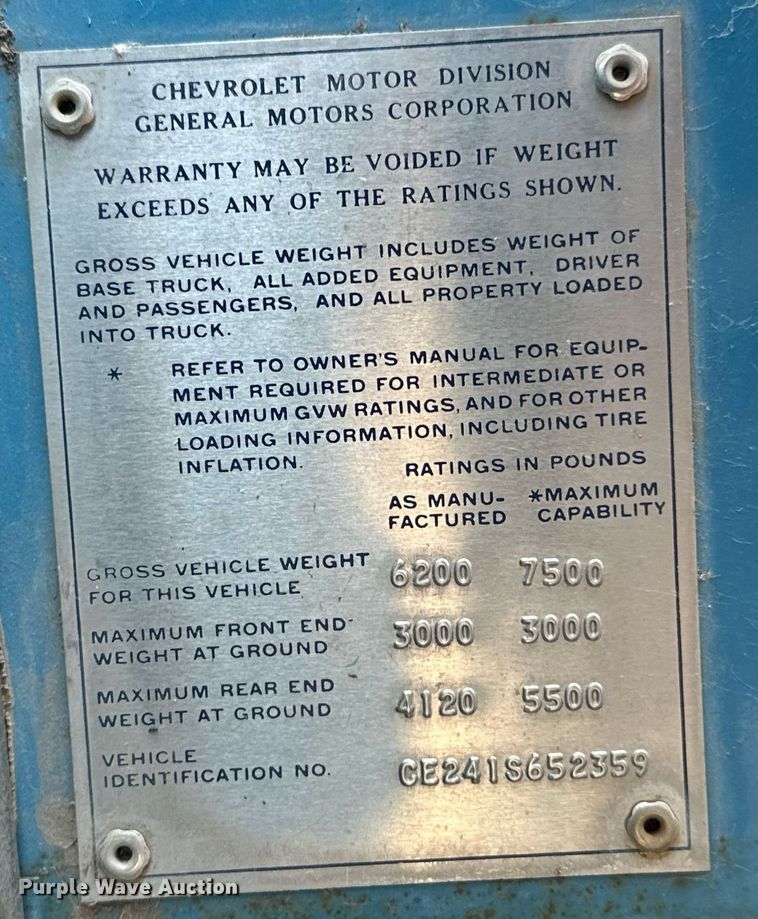 CHEVROLET MOTOR DIVISION
GENERAL MOTORS CORPORATION
WARRANTY MAY BE VOIDED IF WEIGHT
EXCEEDS ANY OF THE RATINGS SHOWN.
GROSS VEHICLE WEIGHT INCLUDES WEIGHT OF
BASE TRUCK, ALL ADDED EQUIPMENT, DRIVER
AND PASSENGERS, AND ALL PROPERTY LOADED
INTO TRUCK.
* REFER TO OWNER'S MANUAL FOR EQUIP-
MENT REQUIRED FOR INTERMEDIATE OR
MAXIMUM GVW RATINGS, AND FOR OTHER
LOADING INFORMATION, INCLUDING TIRE
INFLATION.
RATINGS IN POUNDS
AS MANU- *MAXIMUM
FACTURED CAPABILITY
GROSS VEHICLE WEIGHT
FOR THIS VEHICLE 6200 7500
MAXIMUM FRONT END
WEIGHT AT GROUND 3000 3000
MAXIMUM REAR END
WEIGHT AT GROUND 4120 5500
VEHICLE
IDENTIFICATION NO. CE241S652359
Purple Wave Auction